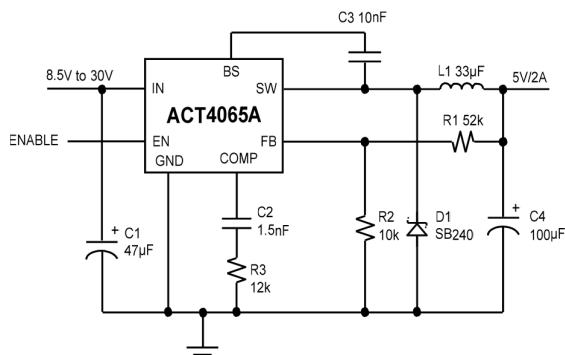 C3 10nF
8.5V to 30V
BS
L1 33µF
5V/2A
IN
SW
ACT4065A
R1 52k
ENABLE
EN
FB
GND
COMP
C2
1.5nF
R2
10k
D1
SB240
C4
100µF
+
+
C1
47µF
R3
12k